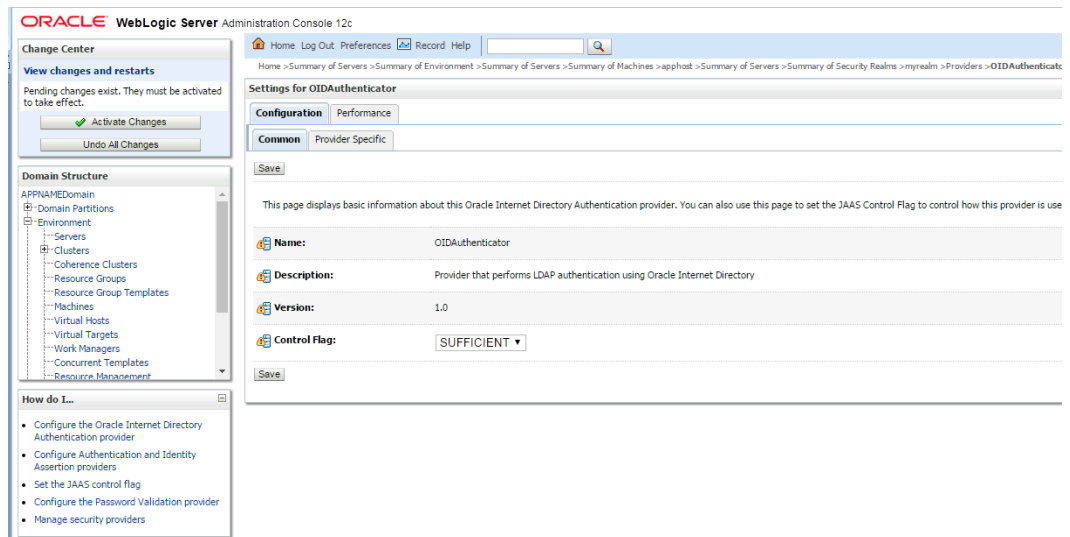 ORACLE WebLogic Server Administration Console 12c
Change Center
View changes and restarts
Pending changes exist. They must be activated
to take effect.
Activate Changes
Undo All Changes
Domain Structure
APPNAMEDomain
Domain Partitions
Environment
Servers
Clusters
Coherence Clusters
Resource Groups
Resource Group Templates
Machines
Virtual Hosts
Virtual Targets
Work Managers
Concurrent Templates
Resource Management
How do I...
Configure the Oracle Internet Directory
Authentication provider
Configure Authentication and Identity
Assertion providers
Set the JAAS control flag
Configure the Password Validation provider
Manage security providers
Home Log Out Preferences Record Help
Home >Summary of Servers >Summary of Environment >Summary of Servers >Summary of Machines >apphost >Summary of Servers >Summary of Security Realms >myrealm >Providers >OIDAuthenticato
Settings for OIDAuthenticator
Configuration Performance
Common Provider Specific
Save
This page displays basic information about this Oracle Internet Directory Authentication provider. You can also use this page to set the JAAS Control Flag to control how this provider is use
Name: OIDAuthenticator
Description: Provider that performs LDAP authentication using Oracle Internet Directory
Version: 1.0
Control Flag: SUFFICIENT
Save